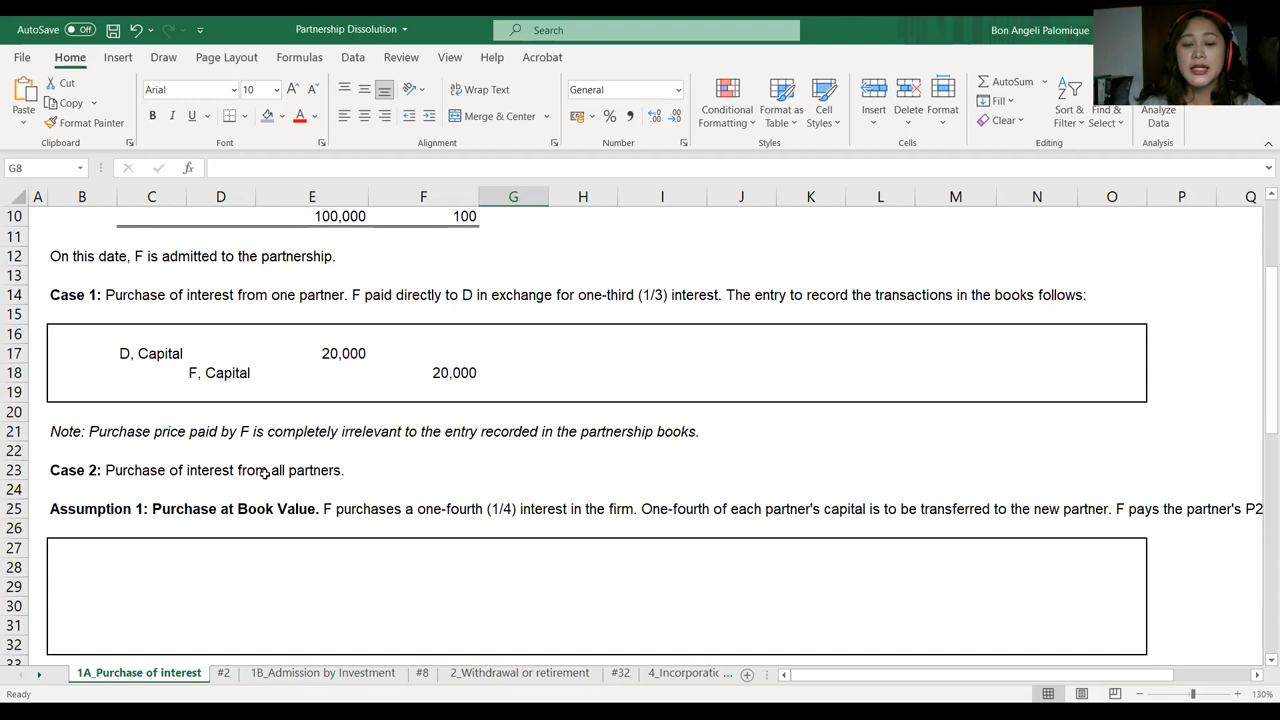 AutoSave Off Partnership Dissolution Search Bon Angeli Palomique
File Home Insert Draw Page Layout Formulas Data Review View Help Acrobat
Paste Cut Copy Format Painter Clipboard
Arial 10 A A B I U A Font
Wrap Text Merge & Center Alignment
General % Number
Conditional Formatting Format as Table Cell Styles Styles
Insert Delete Format Cells
AutoSum Fill Clear Sort & Filter Find & Select Editing
Analyze Data Analysis
G8 fx
A B C D E F G H I J K L M N O P Q
10 100,000 100
11
12 On this date, F is admitted to the partnership.
13
14 Case 1: Purchase of interest from one partner. F paid directly to D in exchange for one-third (1/3) interest. The entry to record the transactions in the books follows:
15
16
17 D, Capital 20,000
18 F, Capital 20,000
19
20
21 Note: Purchase price paid by F is completely irrelevant to the entry recorded in the partnership books.
22
23 Case 2: Purchase of interest from all partners.
24
25 Assumption 1: Purchase at Book Value. F purchases a one-fourth (1/4) interest in the firm. One-fourth of each partner's capital is to be transferred to the new partner. F pays the partner's P2
26
27
28
29
30
31
32
33
1A_Purchase of interest #2 1B_Admission by Investment #8 2_Withdrawal or retirement #32 4_Incorporatic ...
Ready 130%